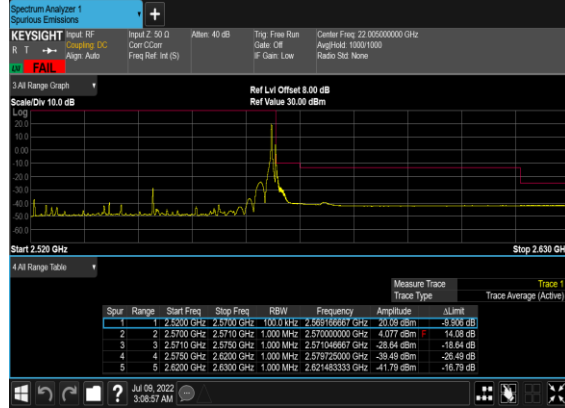 Spectrum Analyzer 1
Spurious Emissions
+
KEYSIGHT Input: RF Input Z: 50 Ω Atten: 40 dB Trig: Free Run Center Freq: 22.005000000 GHz
R T Coupling: DC Corr CCorr Gate: Off Avg|Hold: 1000/1000
Align: Auto Freq Ref: Int (S) IF Gain: Low Radio Std: None
LV FAIL
3 All Range Graph Ref Lvl Offset 8.00 dB
Scale/Div 10.0 dB Ref Value 30.00 dBm
Log
20.0
10.0
0.00
-10.0
-20.0
-30.0
-40.0
-50.0
-60.0
Start 2.520 GHz Stop 2.630 GH
4 All Range Table
Measure Trace Trace 1
Trace Type Trace Average (Active)
Spur Range Start Freq Stop Freq RBW Frequency Amplitude ΔLimit
1 1 2.5200 GHz 2.5700 GHz 100.0 kHz 2.569166667 GHz 20.09 dBm -9.906 dB
2 2 2.5700 GHz 2.5710 GHz 1.000 MHz 2.570000000 GHz 4.077 dBm F 14.08 dB
3 3 2.5710 GHz 2.5750 GHz 1.000 MHz 2.571046667 GHz -28.64 dBm -18.64 dB
4 4 2.5750 GHz 2.6200 GHz 1.000 MHz 2.579725000 GHz -39.49 dBm -26.49 dB
5 5 2.6200 GHz 2.6300 GHz 1.000 MHz 2.621483333 GHz -41.79 dBm -16.79 dB
? Jul 09, 2022
3:08:57 AM